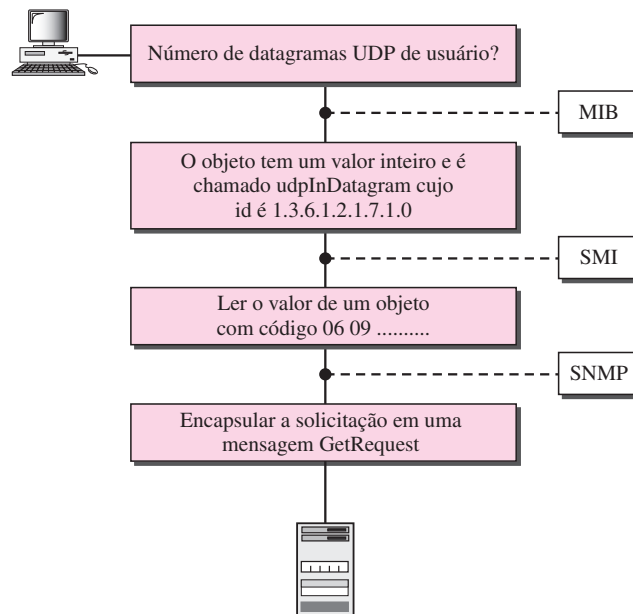 Número de datagramas UDP de usuário?
MIB
O objeto tem um valor inteiro e é
chamado udpInDatagram cujo
id é 1.3.6.1.2.1.7.1.0
SMI
Ler o valor de um objeto
com código 06 09 ..........
SNMP
Encapsular a solicitação em uma
mensagem GetRequest